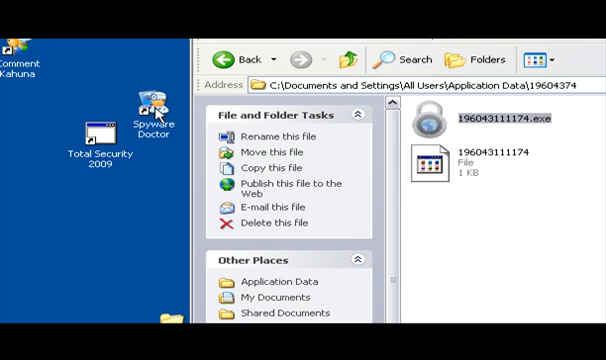 Comment
Kahuna
Spyware
Doctor
Total Security
2009
Back
Search
Folders
Address
C:\Documents and Settings\All Users\Application Data\19604374
File and Folder Tasks
Rename this file
Move this file
Copy this file
Publish this file to the
Web
E-mail this file
Delete this file
Other Places
Application Data
My Documents
Shared Documents
196043111174.exe
196043111174
File
1 KB